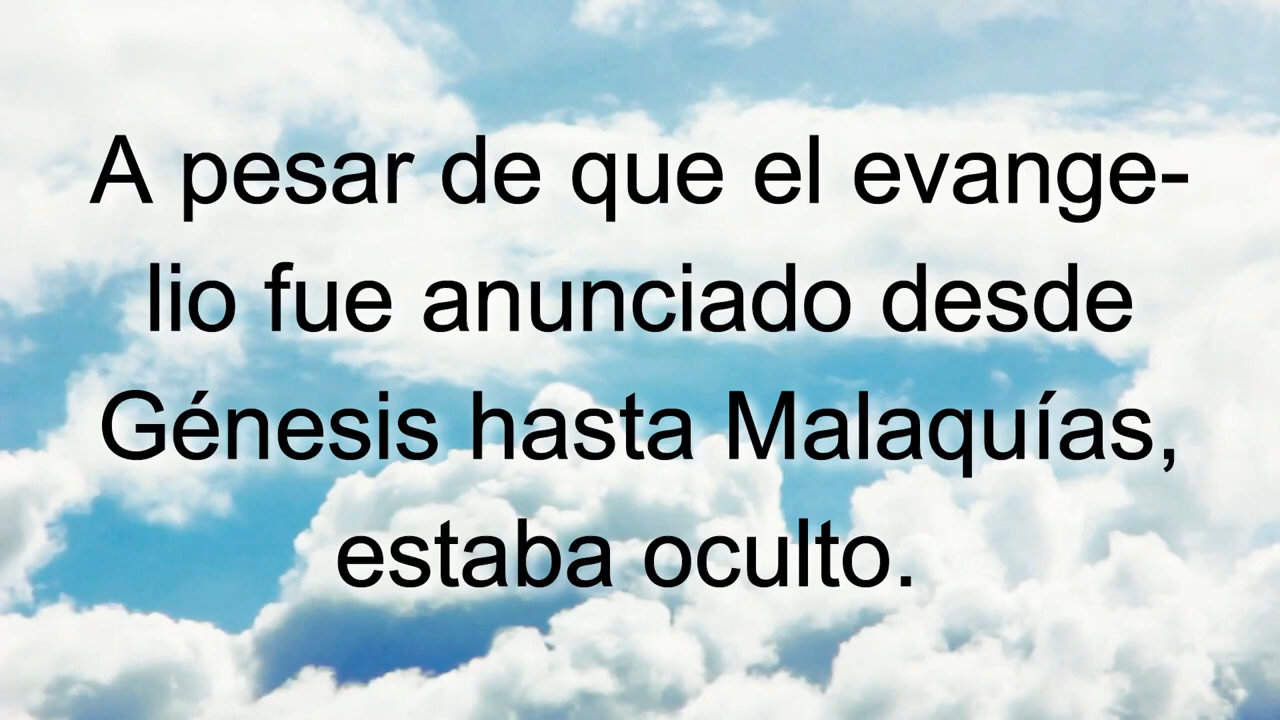 A pesar de que el evange-
lio fue anunciado desde
Génesis hasta Malaquías,
estaba oculto.